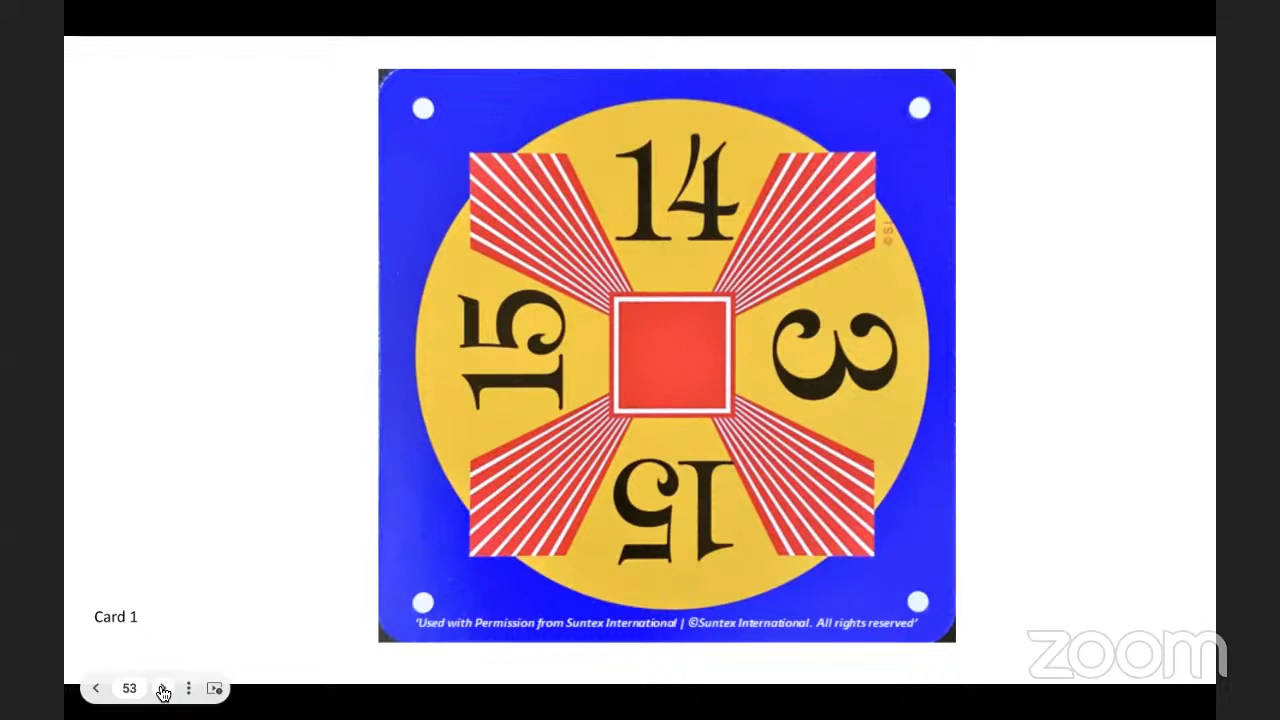 14
© S.I.
15
3
15
Card 1
'Used with Permission from Suntex International | ©Suntex International. All rights reserved'
zoom
53